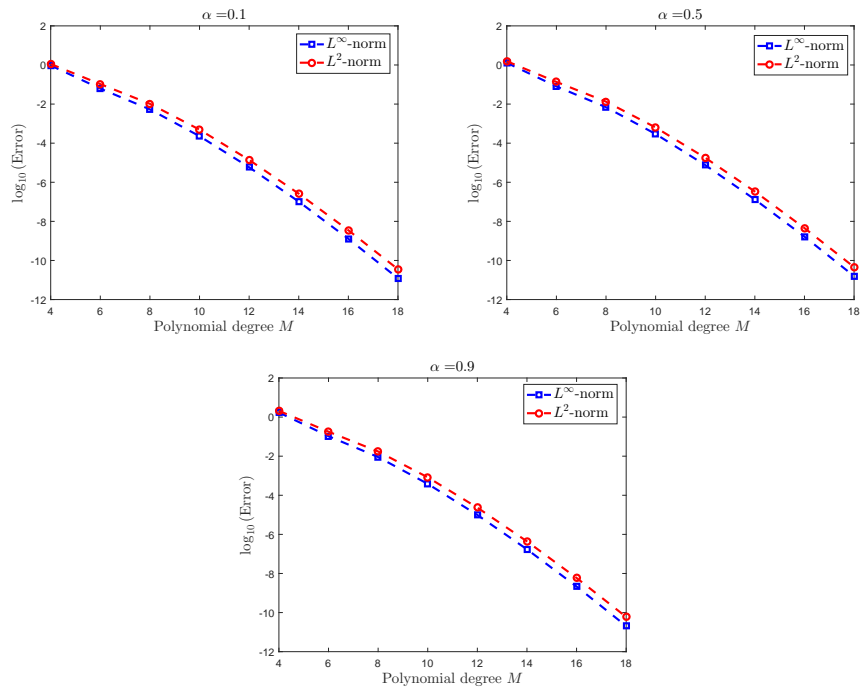 α =0.1
L∞-norm
L2-norm
log10(Error)
2
0
-2
-4
-6
-8
-10
-12
4 6 8 10 12 14 16 18
Polynomial degree M
α =0.5
L∞-norm
L2-norm
log10(Error)
2
0
-2
-4
-6
-8
-10
-12
4 6 8 10 12 14 16 18
Polynomial degree M
α =0.9
L∞-norm
L2-norm
log10(Error)
2
0
-2
-4
-6
-8
-10
-12
4 6 8 10 12 14 16 18
Polynomial degree M